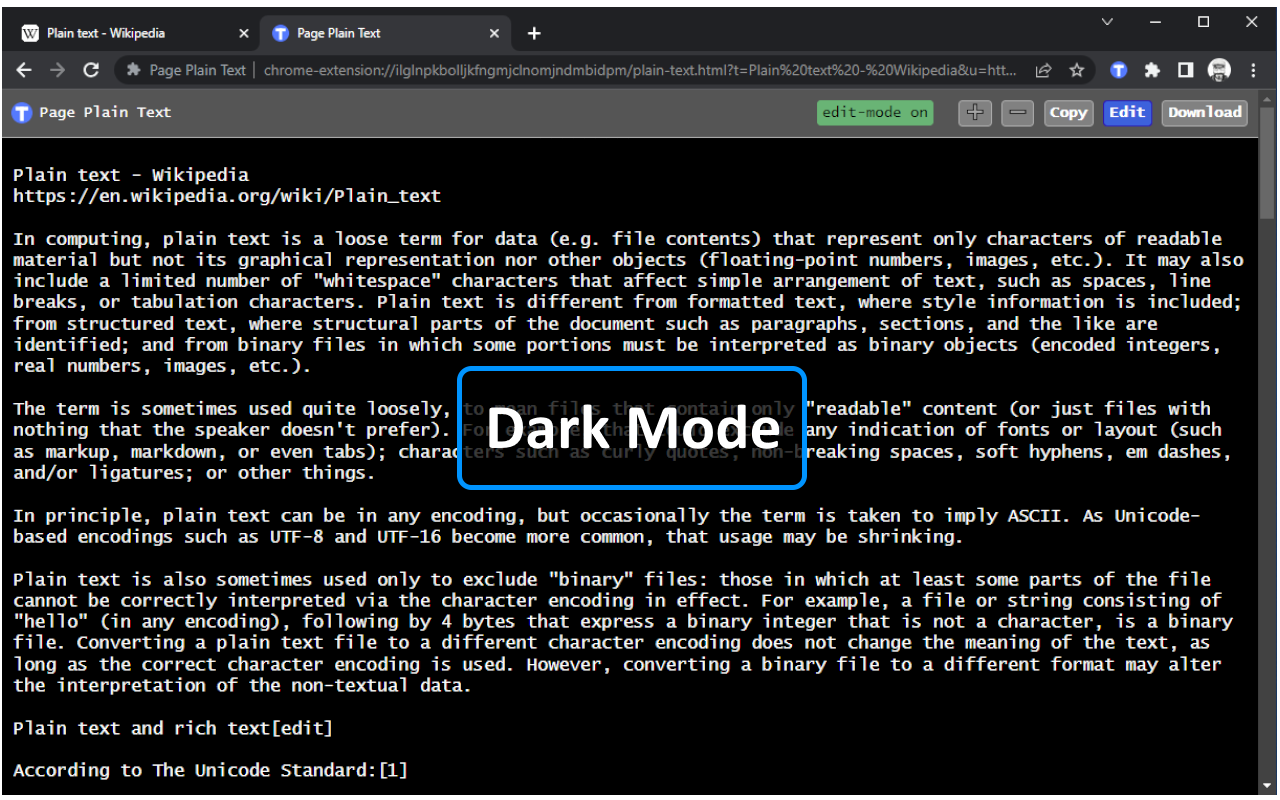 Plain text - Wikipedia
Page Plain Text
Page Plain Text | chrome-extension://ilglnpkbolljkfngmjclnomjndmbidpm/plain-text.html?t=Plain%20text%20-%20Wikipedia&u=htt...
Page Plain Text
edit-mode on
Copy
Edit
Download
Plain text - Wikipedia
https://en.wikipedia.org/wiki/Plain_text
In computing, plain text is a loose term for data (e.g. file contents) that represent only characters of readable
material but not its graphical representation nor other objects (floating-point numbers, images, etc.). It may also
include a limited number of "whitespace" characters that affect simple arrangement of text, such as spaces, line
breaks, or tabulation characters. Plain text is different from formatted text, where style information is included;
from structured text, where structural parts of the document such as paragraphs, sections, and the like are
identified; and from binary files in which some portions must be interpreted as binary objects (encoded integers,
real numbers, images, etc.).
The term is sometimes used quite loosely, to mean files that contain only "readable" content (or just files with
nothing that the speaker doesn't prefer). For any indication of fonts or layout (such
as markup, markdown, or even tabs); characters such as curly quotes, non-breaking spaces, soft hyphens, em dashes,
and/or ligatures; or other things.
Dark Mode
In principle, plain text can be in any encoding, but occasionally the term is taken to imply ASCII. As Unicode-
based encodings such as UTF-8 and UTF-16 become more common, that usage may be shrinking.
Plain text is also sometimes used only to exclude "binary" files: those in which at least some parts of the file
cannot be correctly interpreted via the character encoding in effect. For example, a file or string consisting of
"hello" (in any encoding), following by 4 bytes that express a binary integer that is not a character, is a binary
file. Converting a plain text file to a different character encoding does not change the meaning of the text, as
long as the correct character encoding is used. However, converting a binary file to a different format may alter
the interpretation of the non-textual data.
Plain text and rich text[edit]
According to The Unicode Standard:[1]